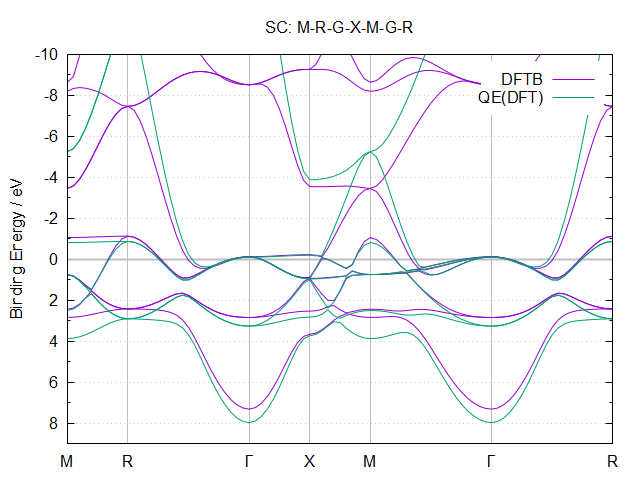 SC: M-R-G-X-M-G-R
-10
-8
-6
-4
-2
0
2
4
6
8
Binding Energy / eV
DFTB
QE(DFT)
M R Γ X M Γ R